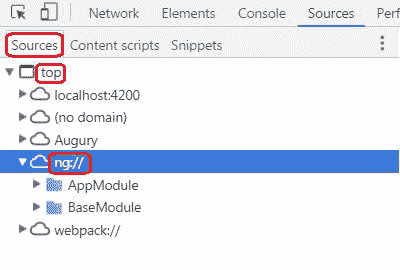 Network Elements Console Sources Perf
Sources Content scripts Snippets
top
localhost:4200
(no domain)
Augury
ng://
AppModule
BaseModule
webpack://